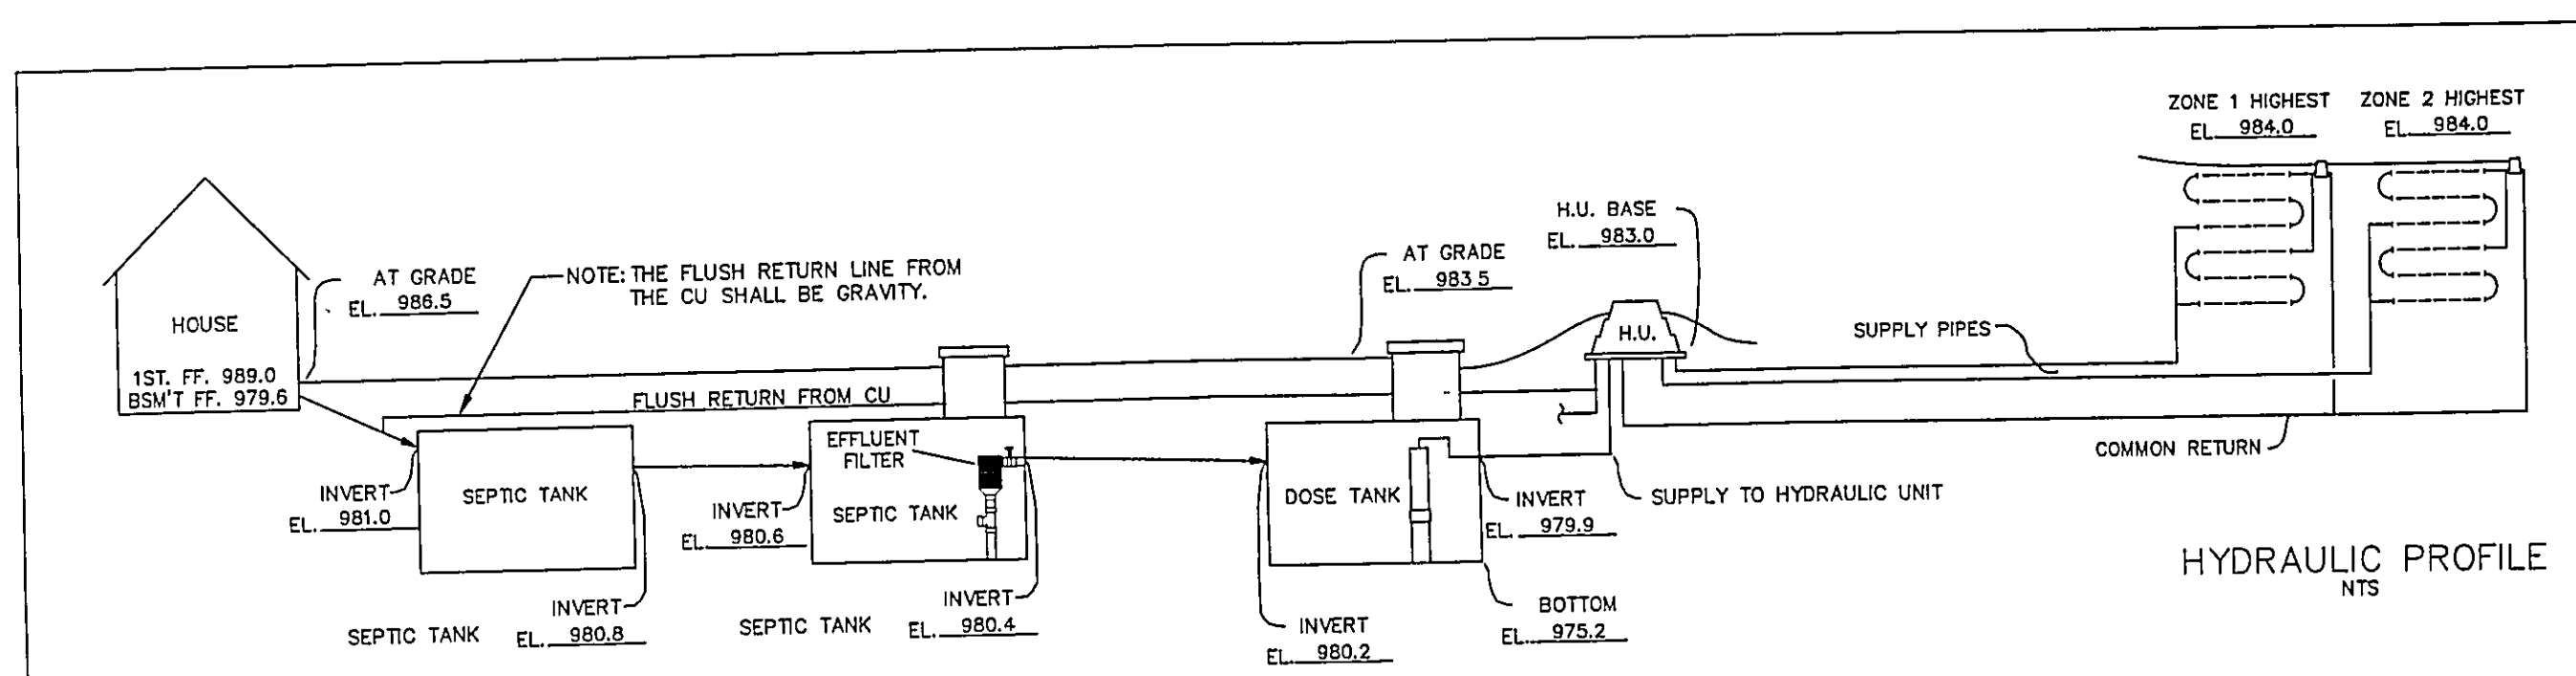 ZONE 1 HIGHEST
EL. 984.0
ZONE 2 HIGHEST
EL. 984.0
H.U. BASE
EL. 983.0
AT GRADE
EL. 983 5
AT GRADE
EL. 986.5
NOTE: THE FLUSH RETURN LINE FROM
THE CU SHALL BE GRAVITY.
HOUSE
1ST. FF. 989.0
BSM'T FF. 979.6
H.U.
SUPPLY PIPES
FLUSH RETURN FROM CU
EFFLUENT
FILTER
COMMON RETURN
INVERT
EL. 981.0
SEPTIC TANK
INVERT
EL 980.6
SEPTIC TANK
DOSE TANK
INVERT
EL. 979.9
SUPPLY TO HYDRAULIC UNIT
HYDRAULIC PROFILE
NTS
SEPTIC TANK
INVERT
EL. 980.8
SEPTIC TANK
INVERT
EL. 980.4
INVERT
EL. 980.2
BOTTOM
EL. 975.2